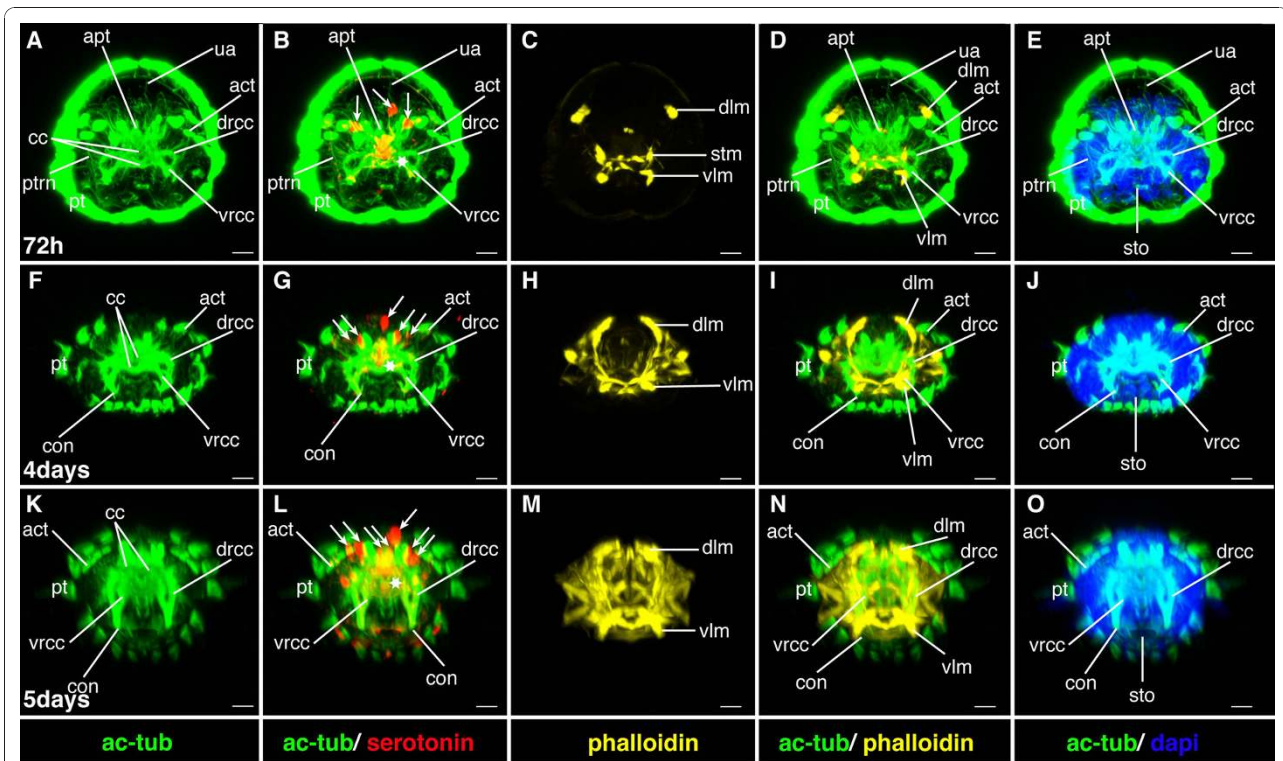 A
apt
ua
act
drcc
cc
ptrn
pt
vrcc
72h
B
apt
ua
act
drcc
ptrn
pt
vrcc
C
dlm
stm
vlm
D
apt
ua
dlm
act
drcc
ptrn
pt
vrcc
vlm
E
apt
ua
act
drcc
ptrn
pt
vrcc
sto
F
cc
act
drcc
pt
con
vrcc
4days
G
act
drcc
pt
con
vrcc
H
dlm
vlm
I
dlm
act
drcc
pt
con
vrcc
vlm
J
act
drcc
pt
con
vrcc
sto
K
cc
act
drcc
pt
vrcc
con
5days
L
act
drcc
pt
vrcc
con
M
dlm
vlm
N
dlm
act
drcc
pt
vrcc
con
vlm
O
act
drcc
pt
vrcc
con
sto
ac-tub
ac-tub/ serotonin
phalloidin
ac-tub/ phalloidin
ac-tub/ dapi